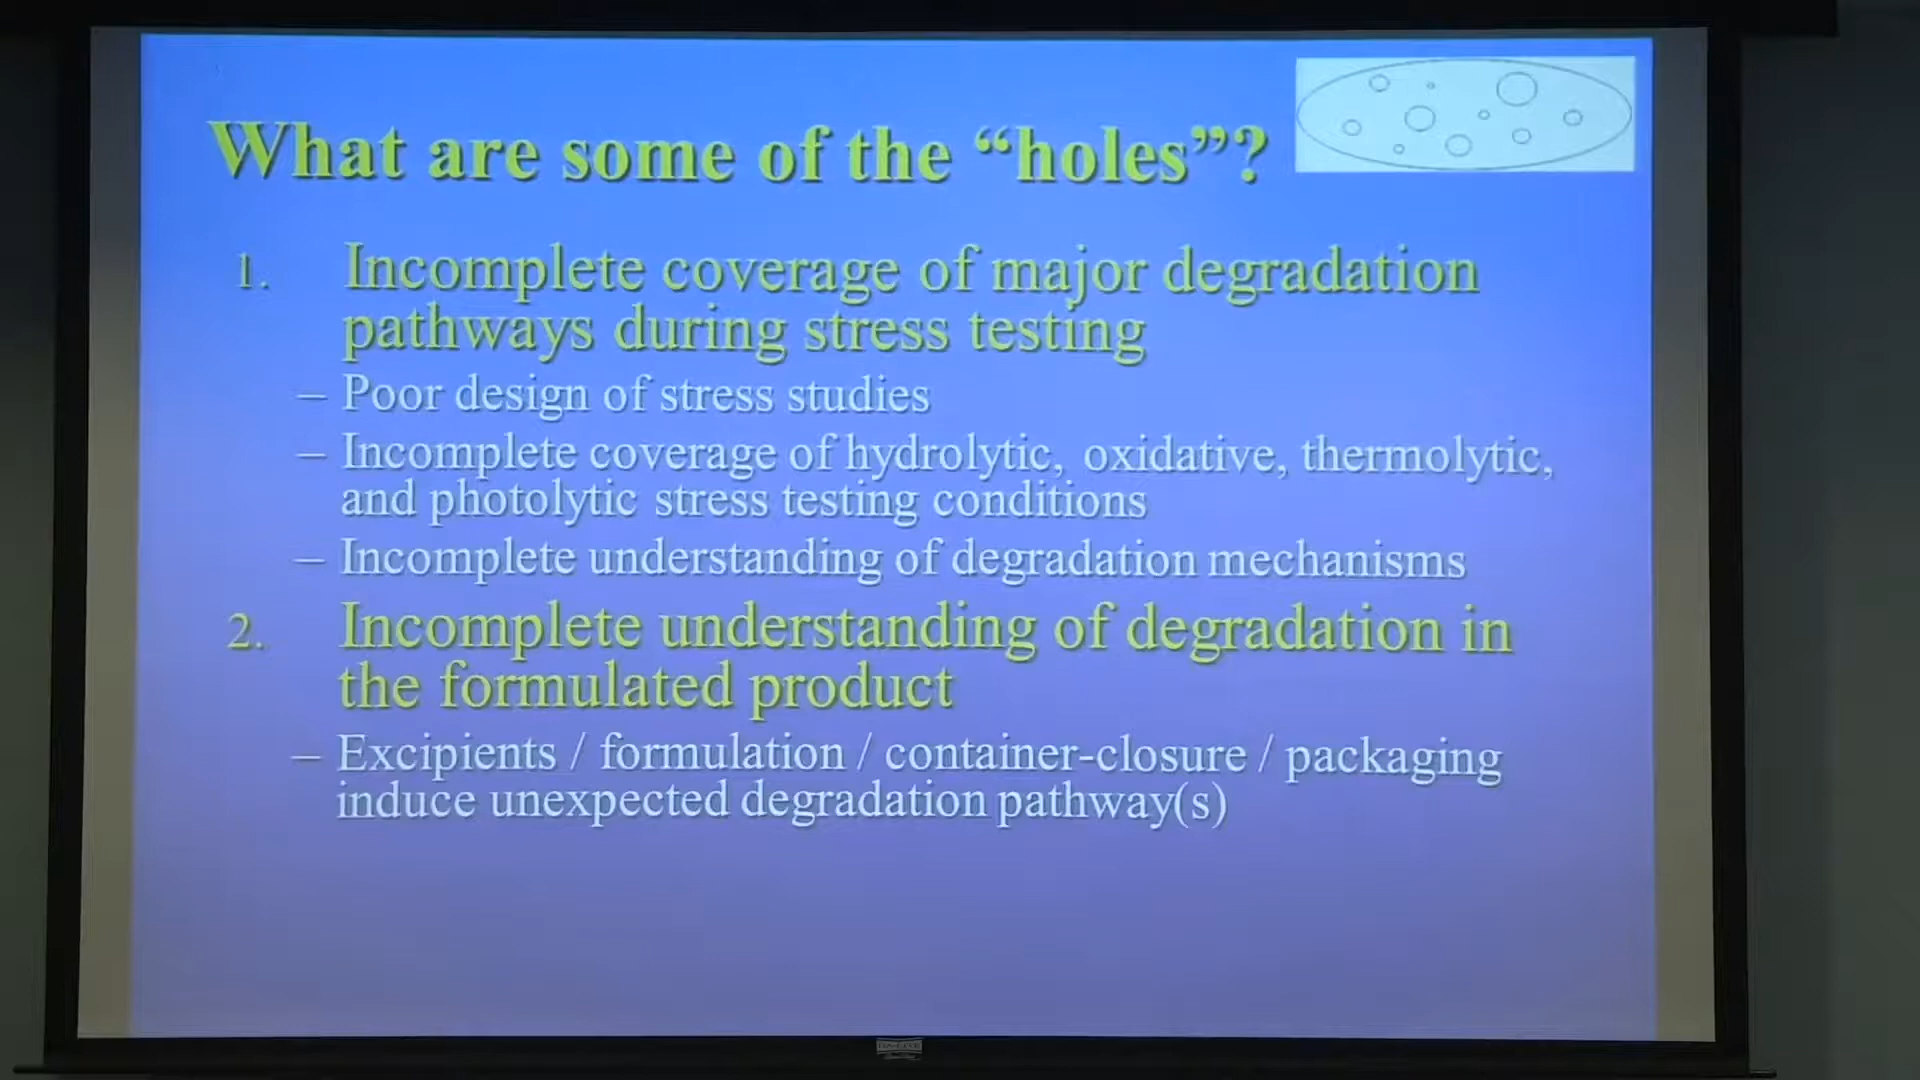 What are some of the “holes”?
1. Incomplete coverage of major degradation
pathways during stress testing
– Poor design of stress studies
– Incomplete coverage of hydrolytic, oxidative, thermolytic,
and photolytic stress testing conditions
– Incomplete understanding of degradation mechanisms
2. Incomplete understanding of degradation in
the formulated product
– Excipients / formulation / container-closure / packaging
induce unexpected degradation pathway(s)
DA-LITE